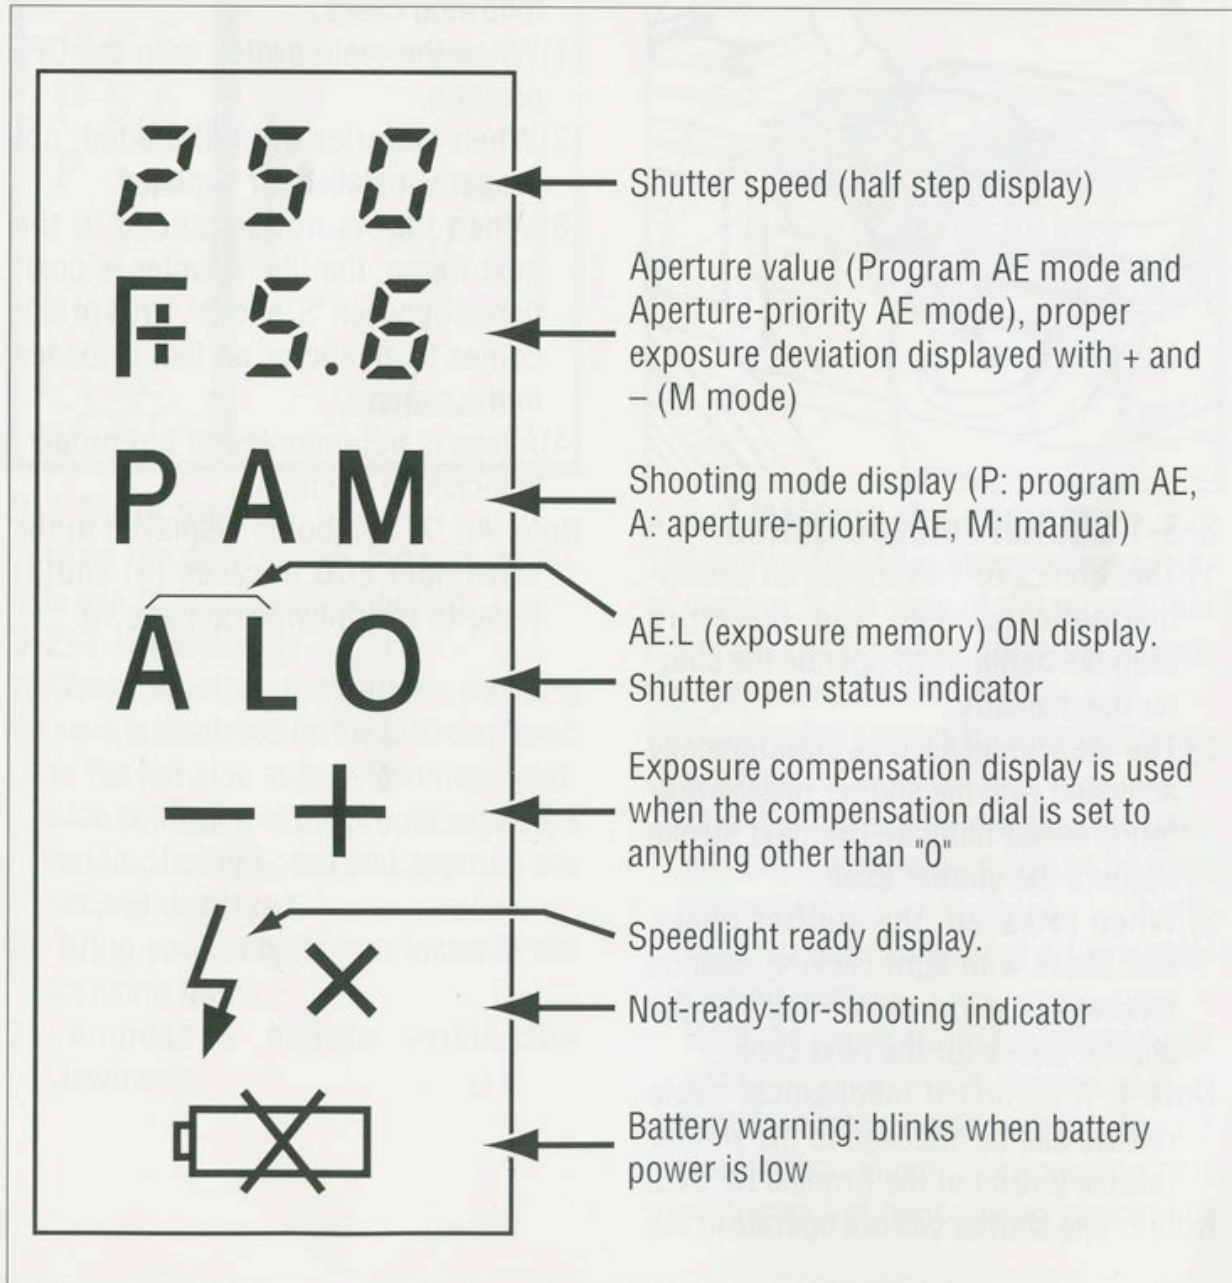 250
Shutter speed (half step display)
F± 5.6
Aperture value (Program AE mode and
Aperture-priority AE mode), proper
exposure deviation displayed with + and
– (M mode)
P A M
Shooting mode display (P: program AE,
A: aperture-priority AE, M: manual)
A L O
AE.L (exposure memory) ON display.
Shutter open status indicator
– +
Exposure compensation display is used
when the compensation dial is set to
anything other than "0"
Speedlight ready display.
×
Not-ready-for-shooting indicator
Battery warning: blinks when battery
power is low